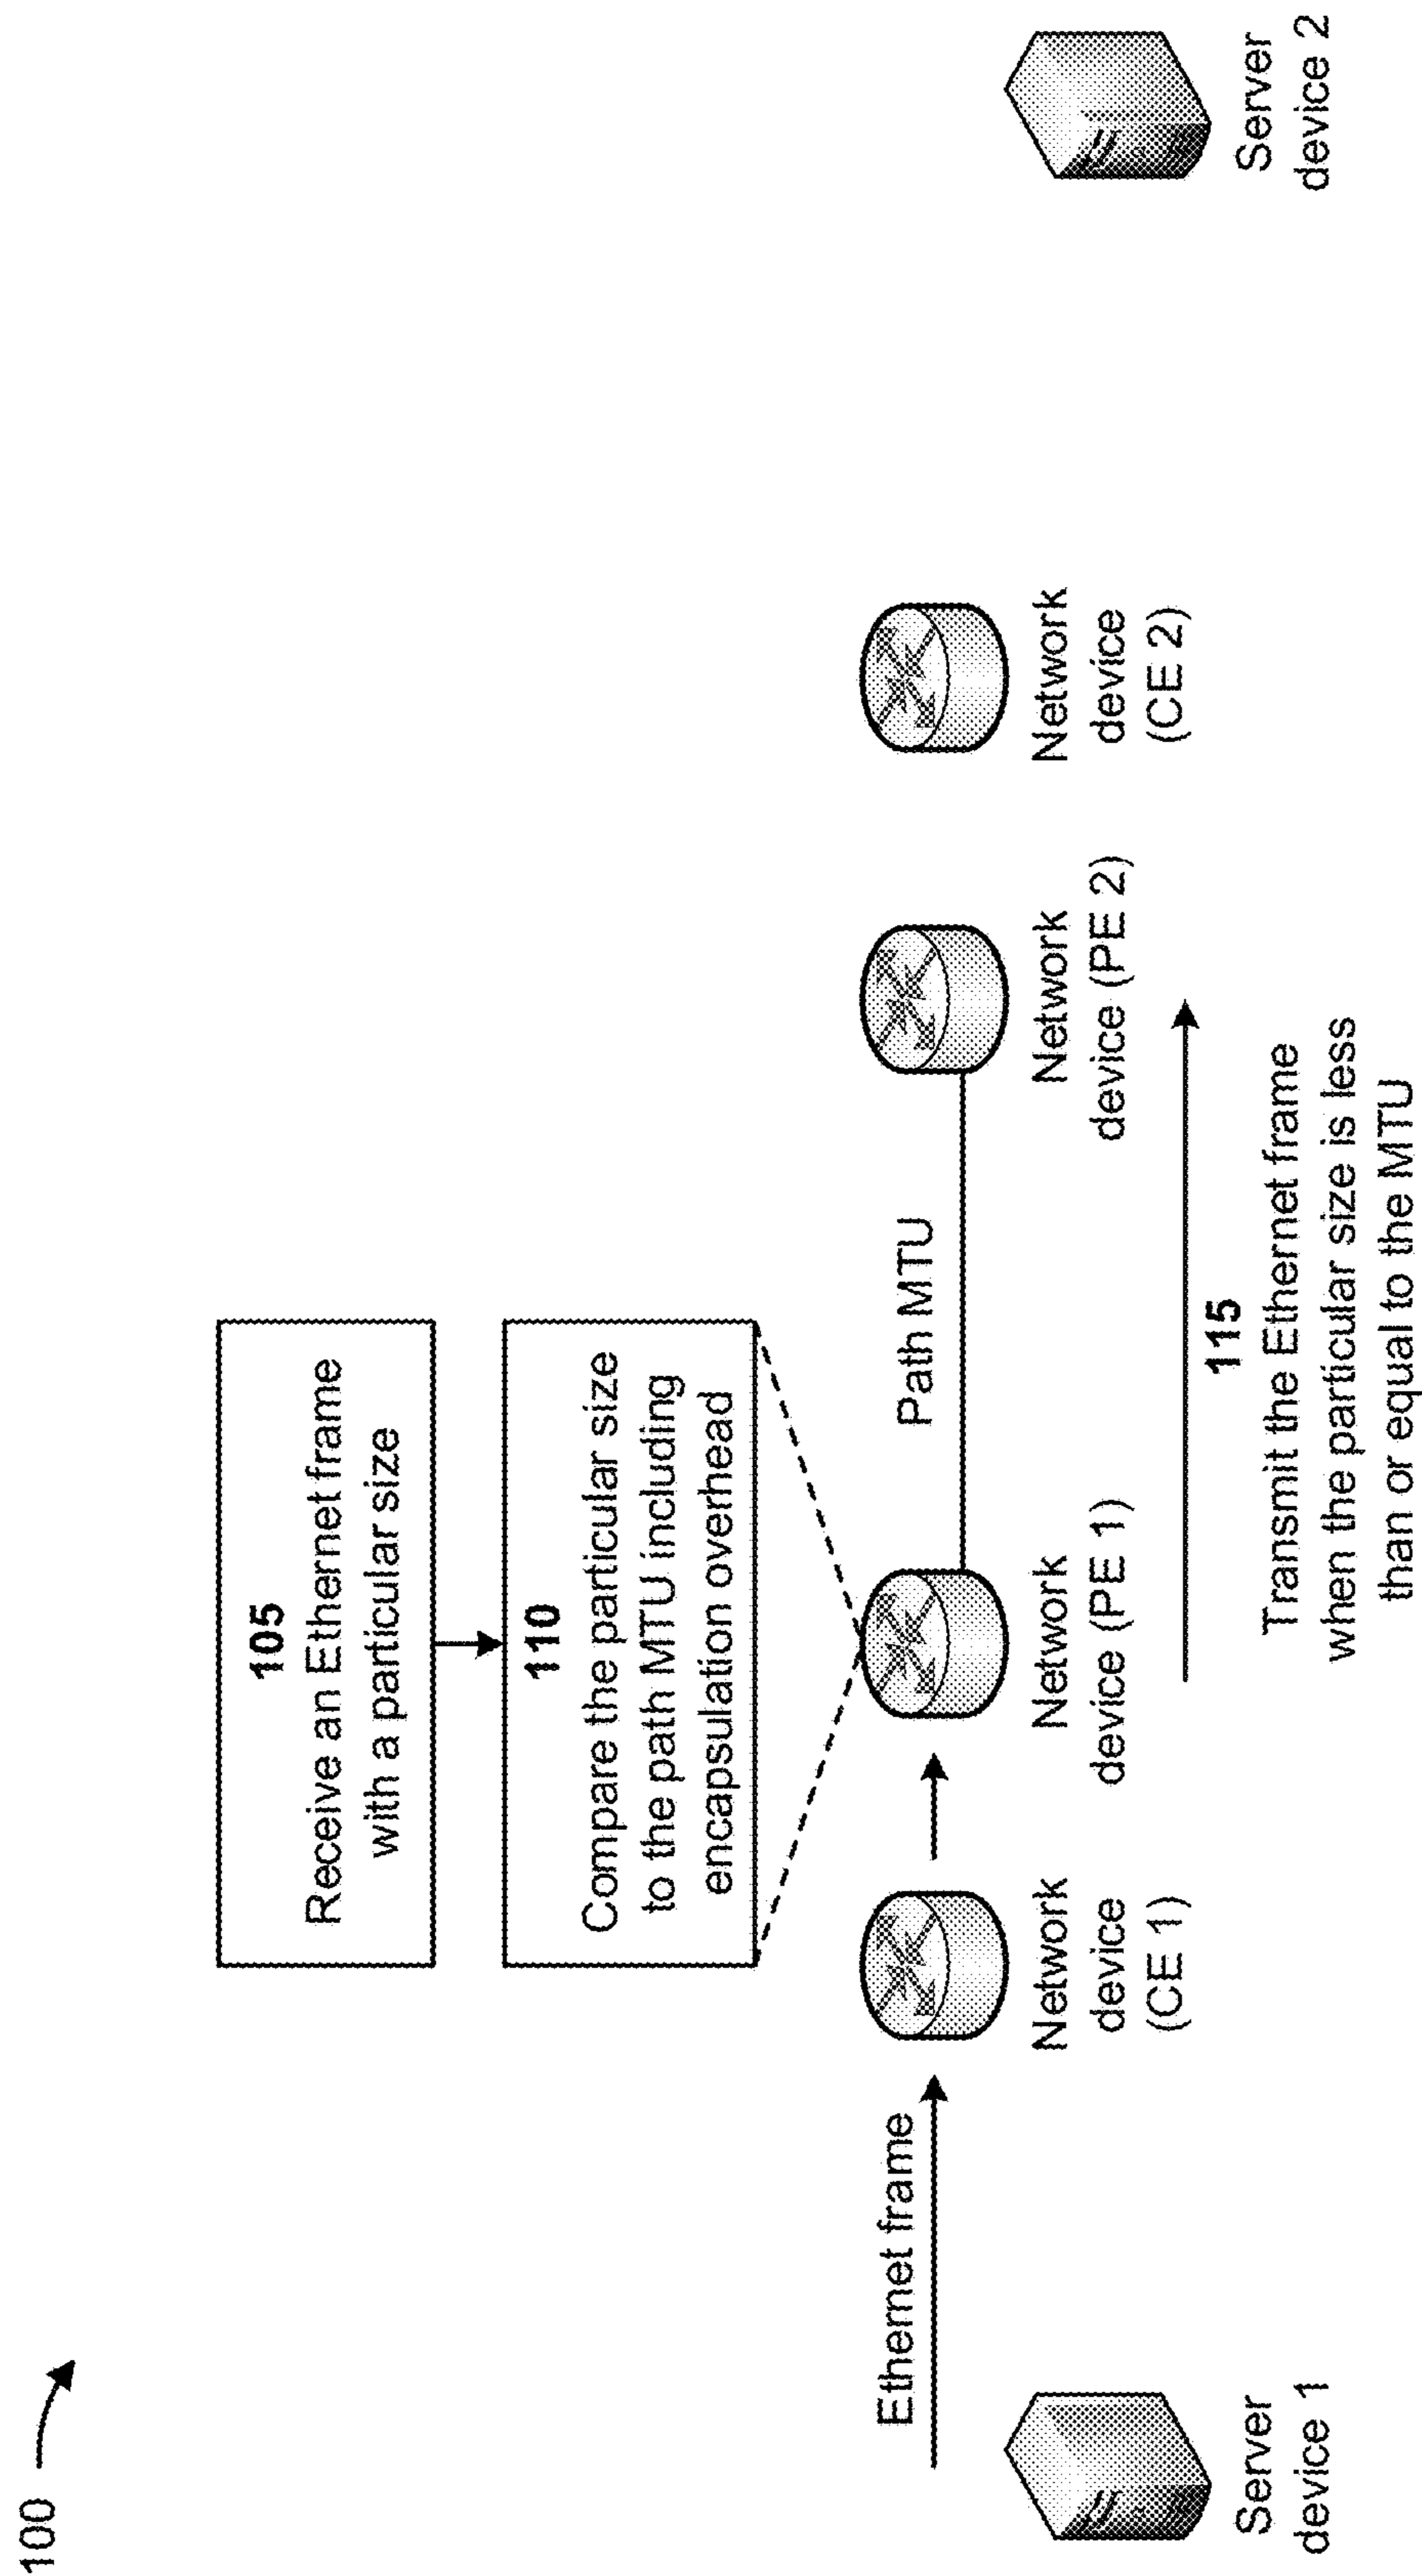 100
105
Receive an Ethernet frame
with a particular size
110
Compare the particular size
to the path MTU including
encapsulation overhead
Ethernet frame
Path MTU
Server
device 1
Network
device
(CE 1)
Network
device (PE 1)
Network
device (PE 2)
Network
device
(CE 2)
Server
device 2
115
Transmit the Ethernet frame
when the particular size is less
than or equal to the MTU